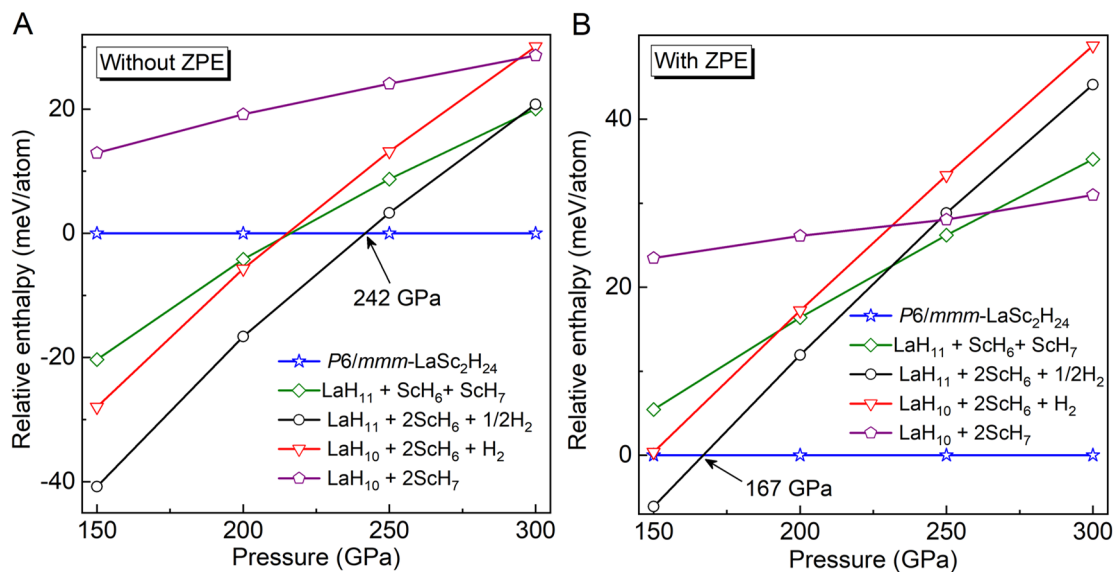 A
Without ZPE
Relative enthalpy (meV/atom)
20
0
-20
-40
242 GPa
P6/mmm-LaSc₂H₂₄
LaH₁₁ + ScH₆+ ScH₇
LaH₁₁ + 2ScH₆ + 1/2H₂
LaH₁₀ + 2ScH₆ + H₂
LaH₁₀ + 2ScH₇
150 200 250 300
Pressure (GPa)
B
With ZPE
Relative enthalpy (meV/atom)
40
20
0
P6/mmm-LaSc₂H₂₄
LaH₁₁ + ScH₆+ ScH₇
LaH₁₁ + 2ScH₆ + 1/2H₂
LaH₁₀ + 2ScH₆ + H₂
LaH₁₀ + 2ScH₇
167 GPa
150 200 250 300
Pressure (GPa)